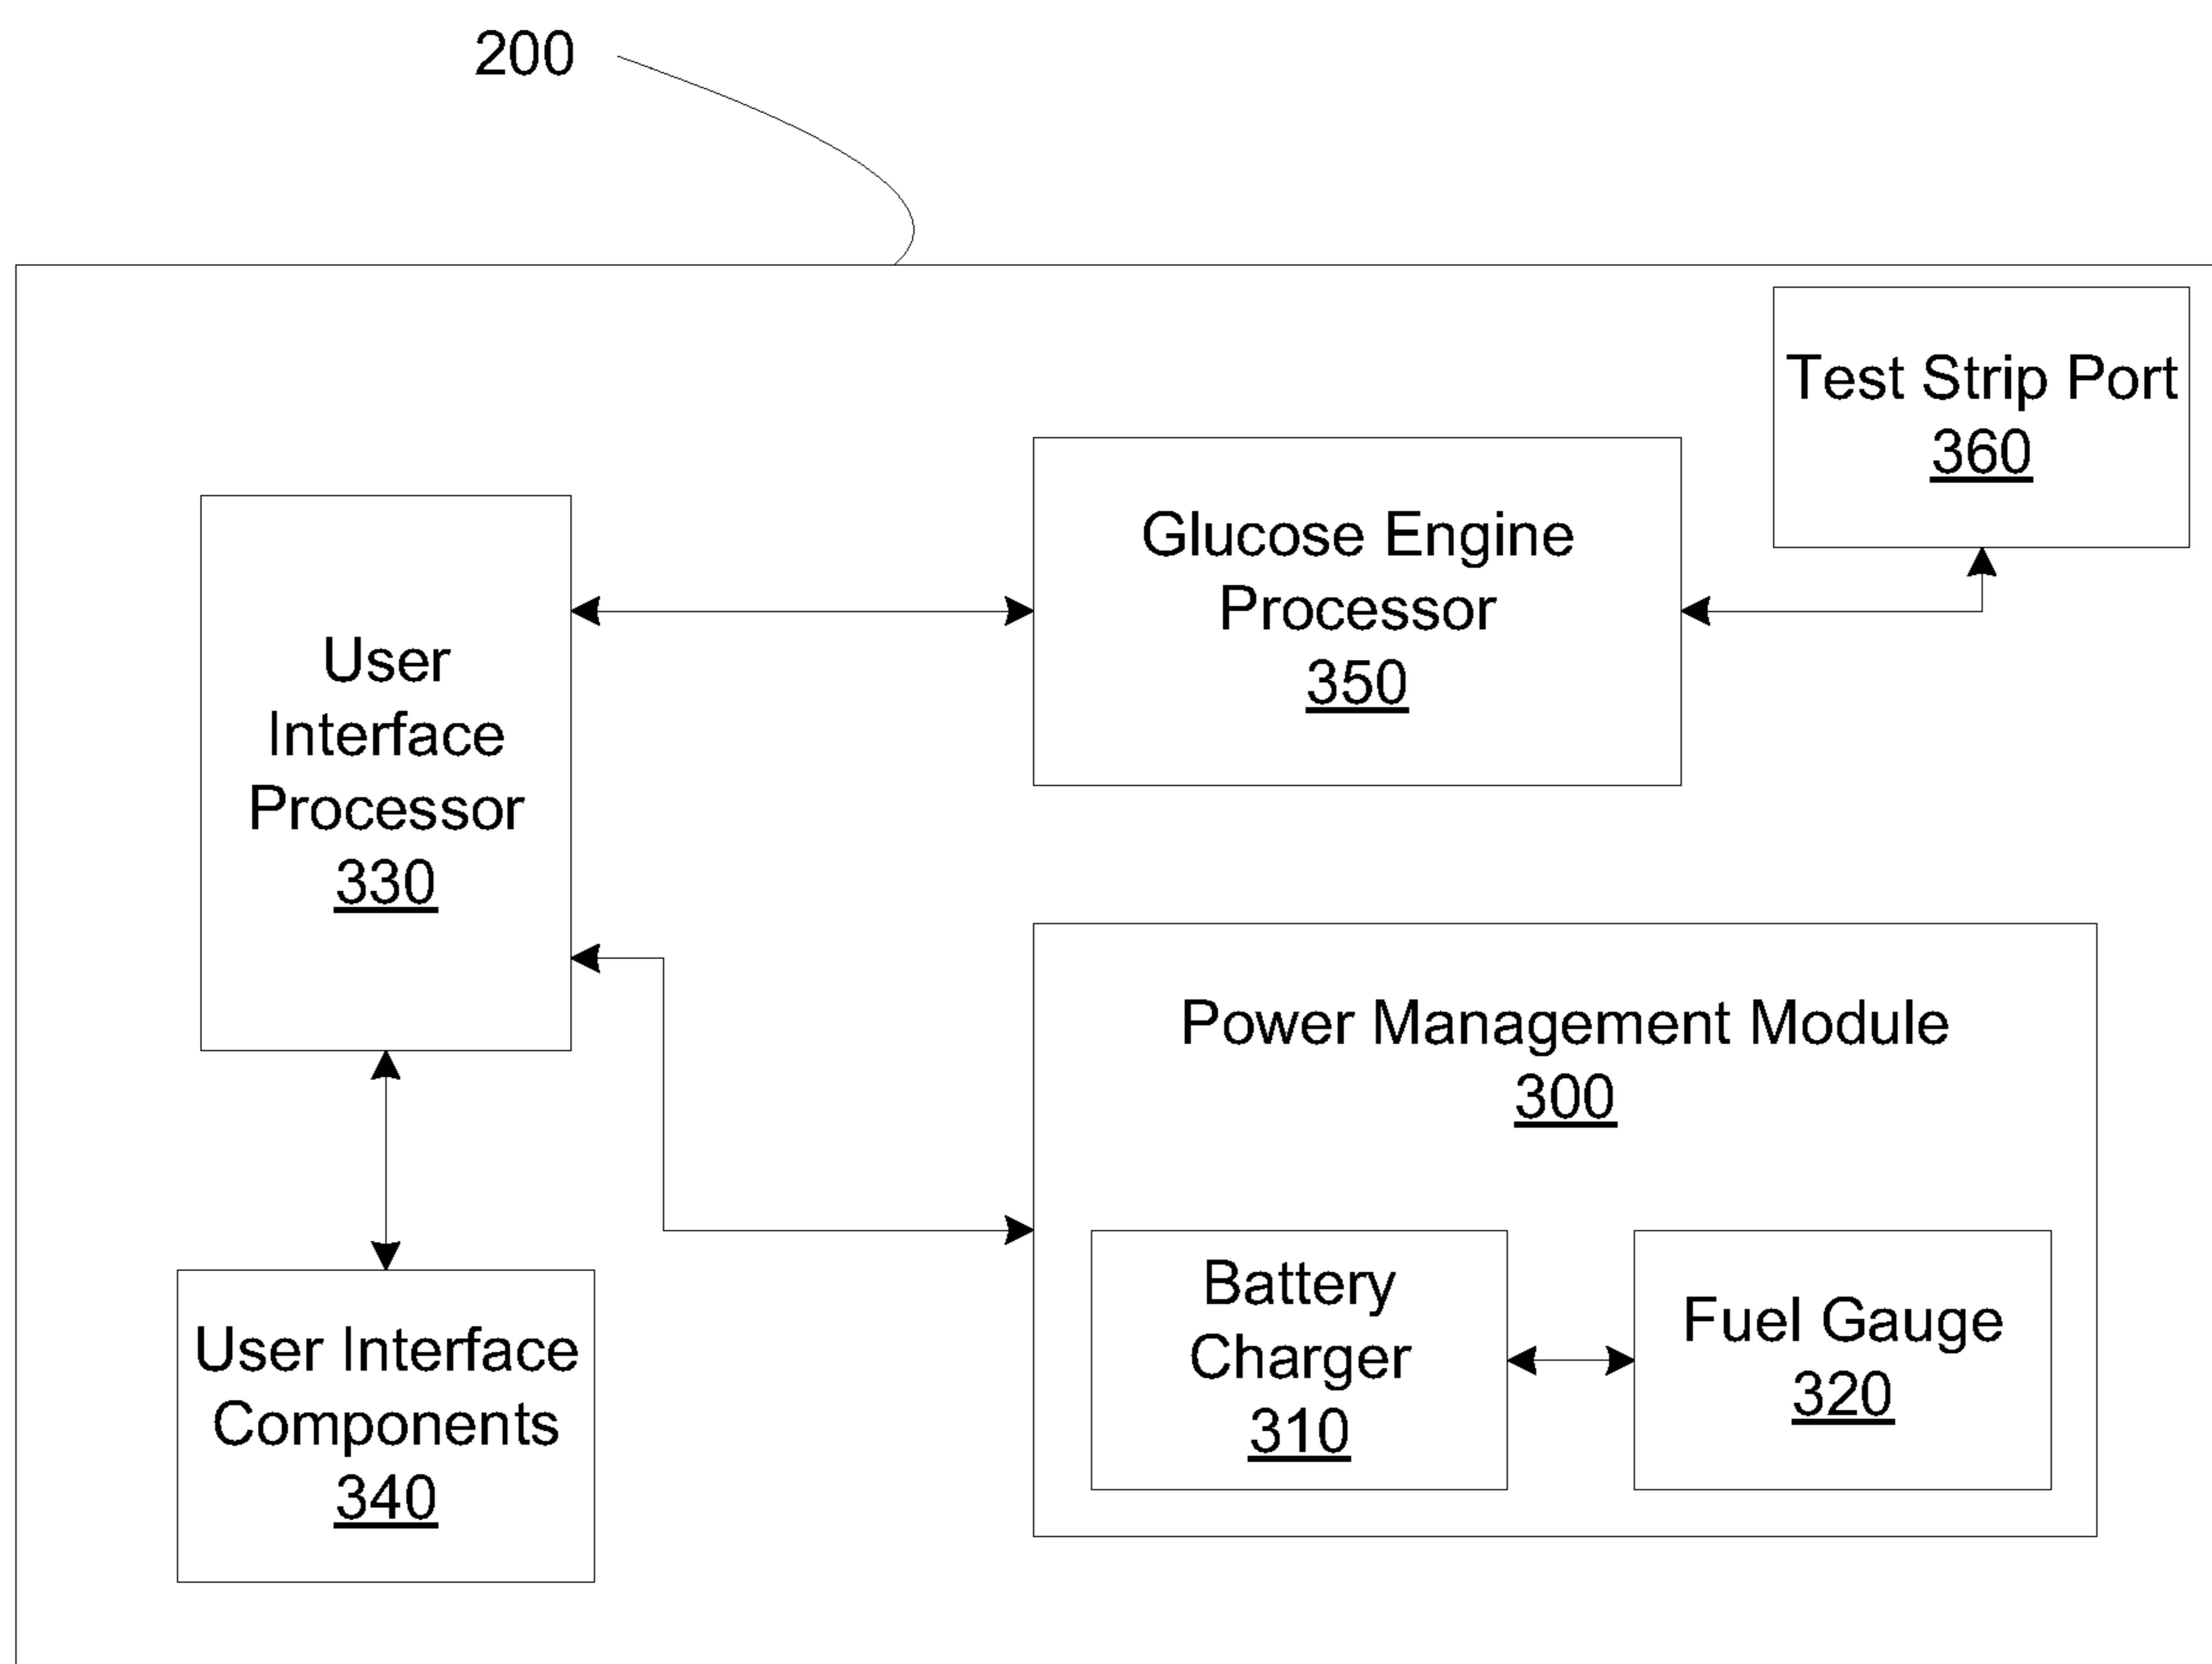 200
Test Strip Port
360
Glucose Engine
Processor
350
User
Interface
Processor
330
Power Management Module
300
Battery
Charger
310
Fuel Gauge
320
User Interface
Components
340